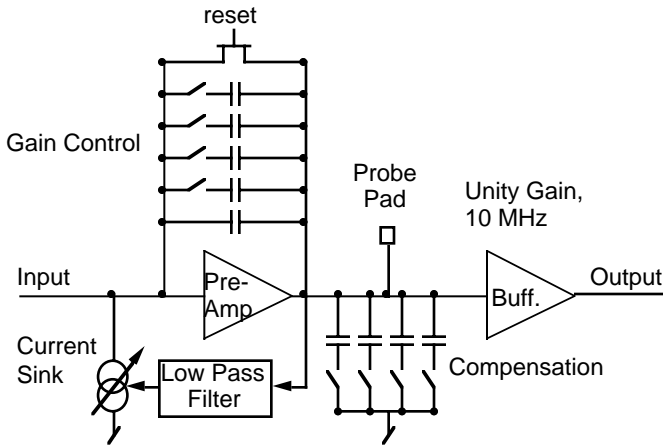 reset
Gain Control
Probe
Pad
Unity Gain,
10 MHz
Input
Pre-
Amp
Buff.
Output
Current
Sink
Low Pass
Filter
Compensation